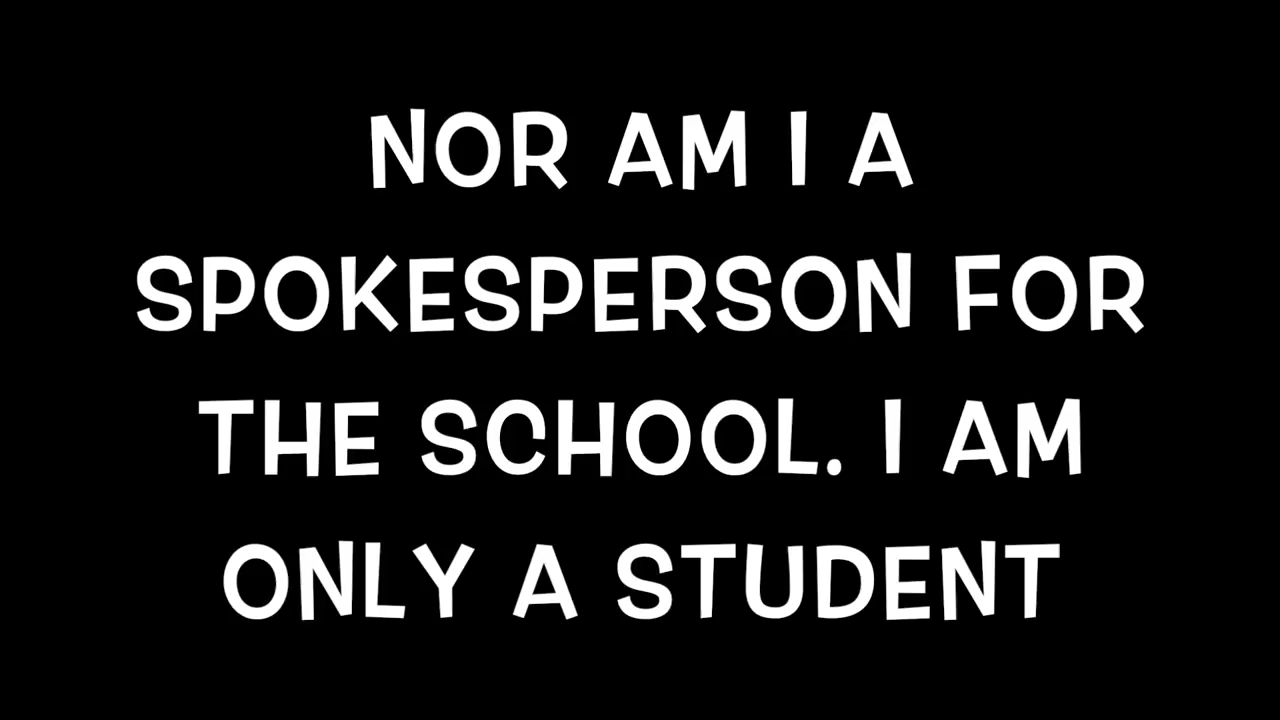 NOR AM I A
SPOKESPERSON FOR
THE SCHOOL. I AM
ONLY A STUDENT